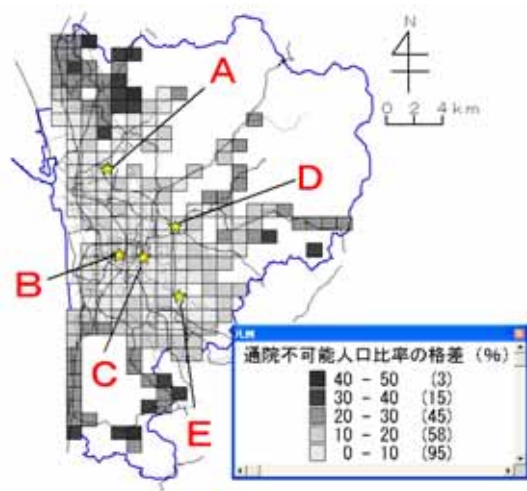 N
0 2 4 km
A
D
B
C
E
凡例
通院不可能人口比率の格差 (%)
40 - 50 (3)
30 - 40 (15)
20 - 30 (45)
10 - 20 (58)
0 - 10 (95)